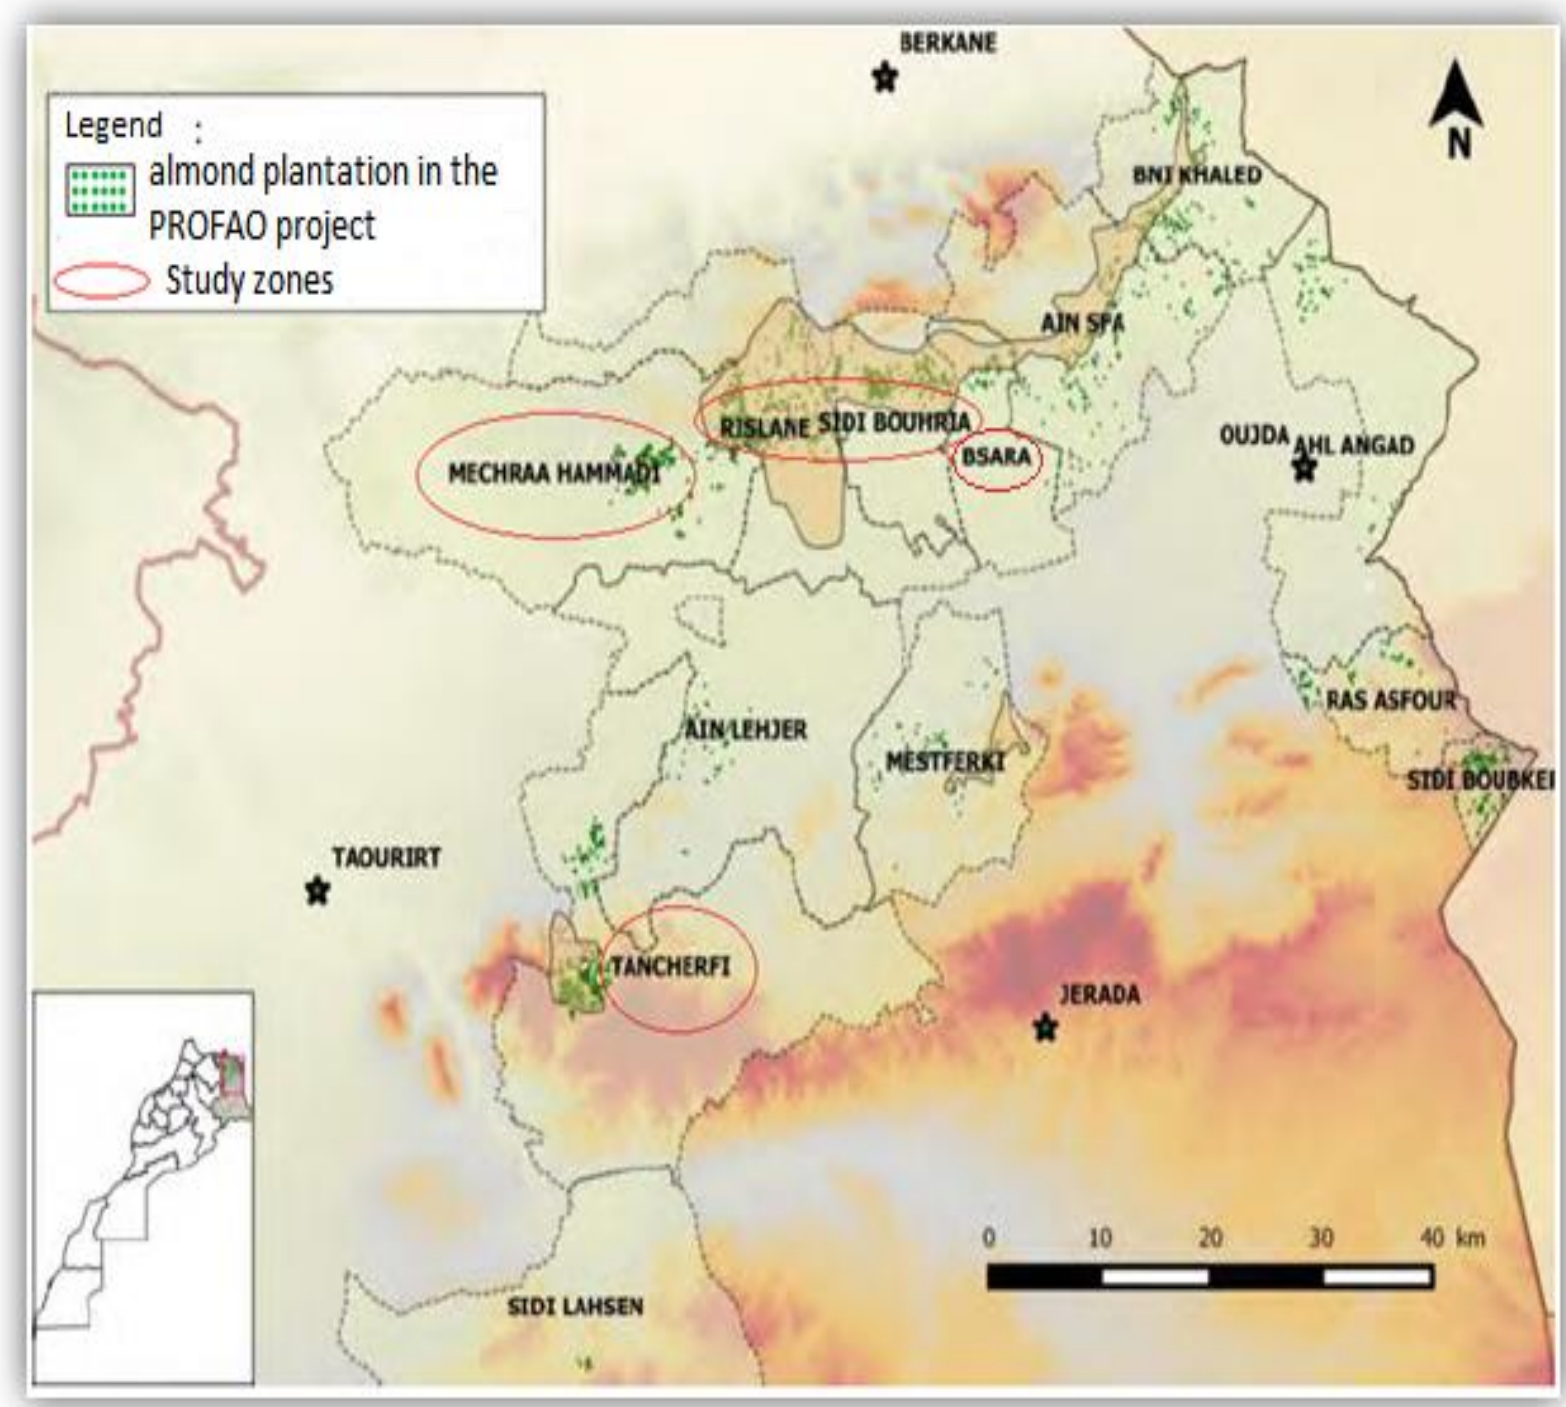 BERKANE
Legend :
almond plantation in the
PROFAO project
Study zones
N
BNI KHALED
AIN SFA
RISLANE SIDI BOUHRIA
OUJDA AHL ANGAD
BSARA
MECHRAA HAMMADI
RAS ASFOUR
AIN LEHJER
MESTFERKI
SIDI BOUBKER
TAOURIRT
TANCHERFI
JERADA
0 10 20 30 40 km
SIDI LAHSEN